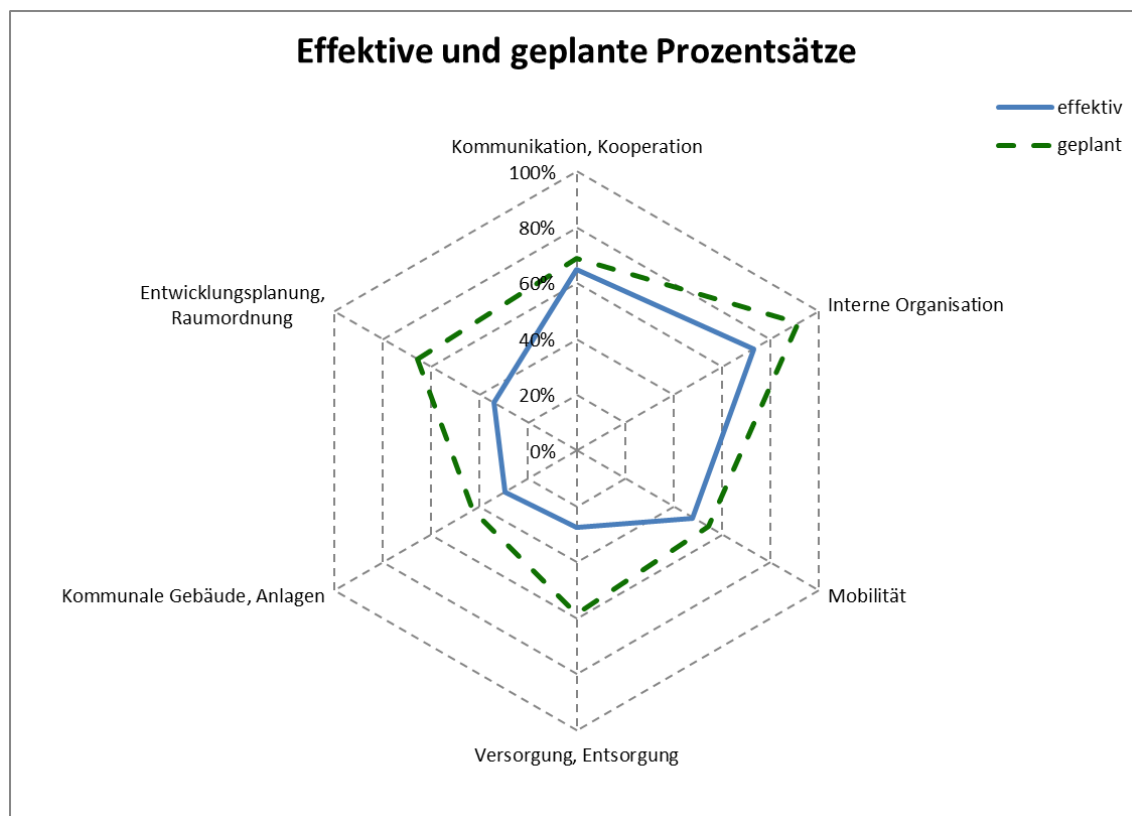 Effektive und geplante Prozentsätze
effektiv
geplant
Kommunikation, Kooperation
100%
80%
60%
40%
20%
0%
Interne Organisation
Mobilität
Versorgung, Entsorgung
Kommunale Gebäude, Anlagen
Entwicklungsplanung,
Raumordnung